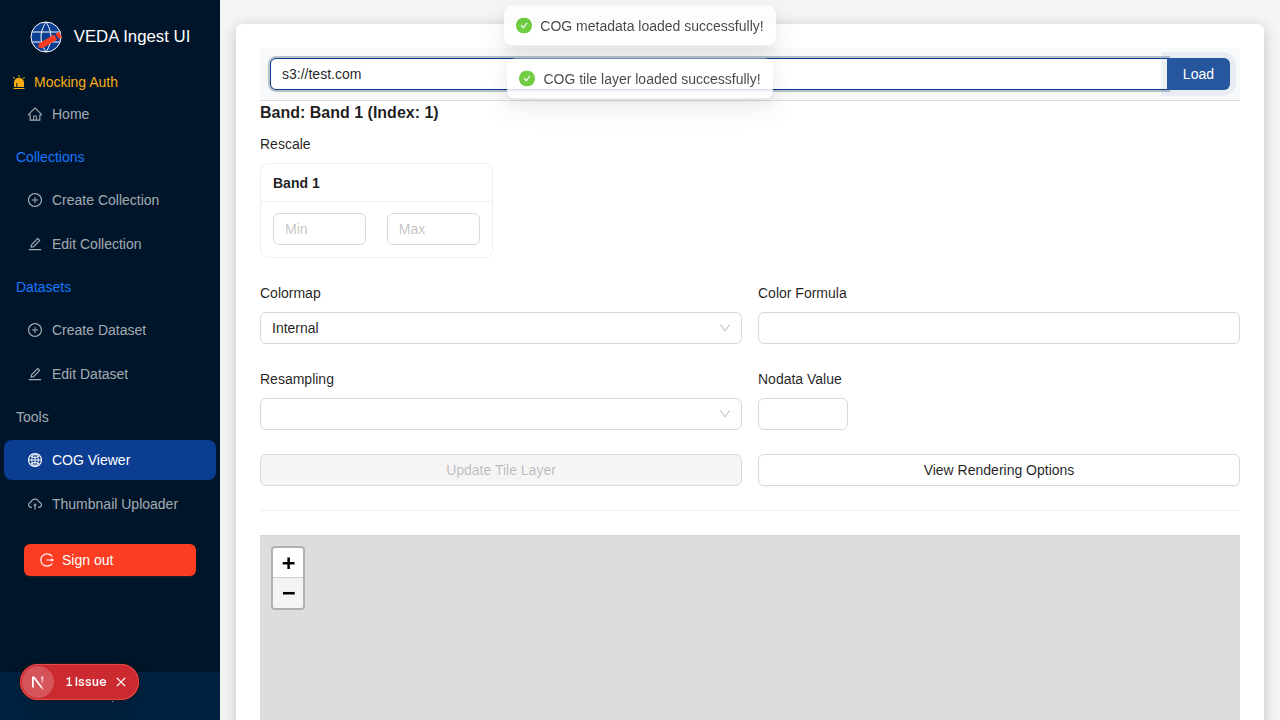 VEDA Ingest UI
Mocking Auth
Home
Collections
Create Collection
Edit Collection
Datasets
Create Dataset
Edit Dataset
Tools
COG Viewer
Thumbnail Uploader
Sign out
1 Issue
COG metadata loaded successfully!
s3://test.com
COG tile layer loaded successfully!
Load
Band: Band 1 (Index: 1)
Rescale
Band 1
Min
Max
Colormap
Color Formula
Internal
Resampling
Nodata Value
Update Tile Layer
View Rendering Options
+
−